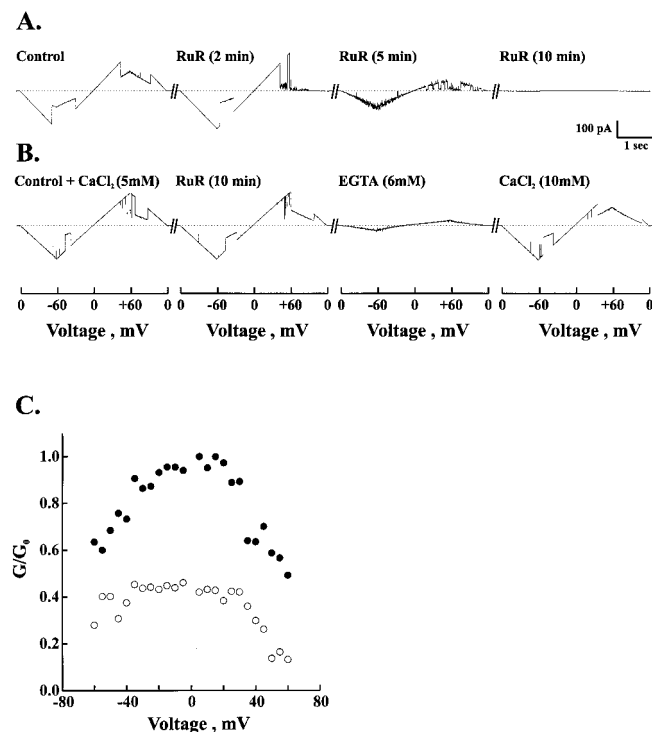 A.
Control
RuR (2 min)
RuR (5 min)
RuR (10 min)
100 pA
1 sec
B.
Control + CaCl₂ (5mM)
RuR (10 min)
EGTA (6mM)
CaCl₂ (10mM)
0 -60 0 +60 0 -60 0 +60 0 -60 0 +60 0 -60 0 +60 0
Voltage , mV Voltage , mV Voltage , mV Voltage , mV
C.
1.0
0.8
0.6
0.4
0.2
0.0
G/G₀
-80 -40 0 40 80
Voltage , mV